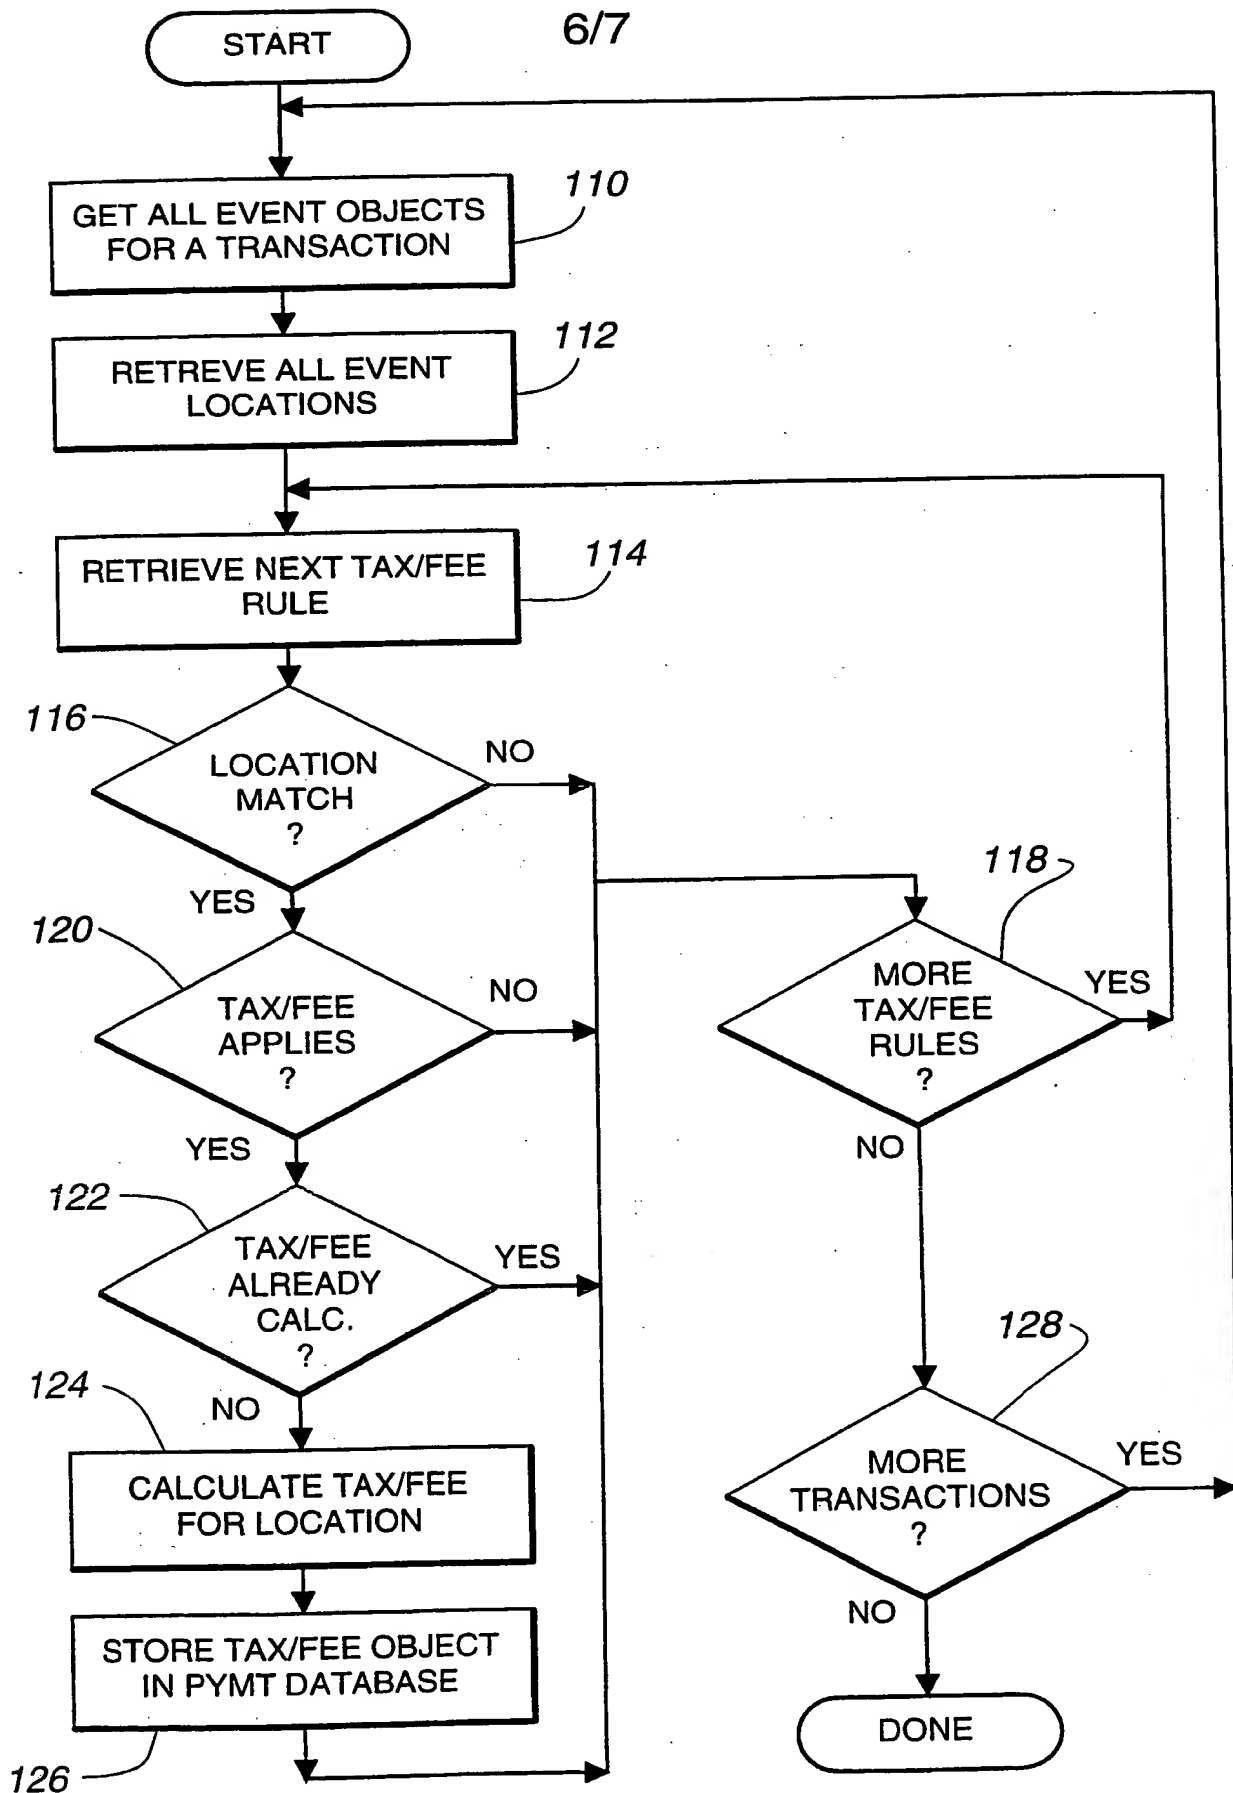 6/7
START
110
GET ALL EVENT OBJECTS
FOR A TRANSACTION
112
RETREVE ALL EVENT
LOCATIONS
114
RETRIEVE NEXT TAX/FEE
RULE
116
LOCATION
MATCH
?
NO
YES
118
MORE
TAX/FEE
RULES
?
YES
NO
120
TAX/FEE
APPLIES
?
NO
YES
122
TAX/FEE
ALREADY
CALC.
?
YES
NO
124
CALCULATE TAX/FEE
FOR LOCATION
STORE TAX/FEE OBJECT
IN PYMT DATABASE
126
128
MORE
TRANSACTIONS
?
YES
NO
DONE